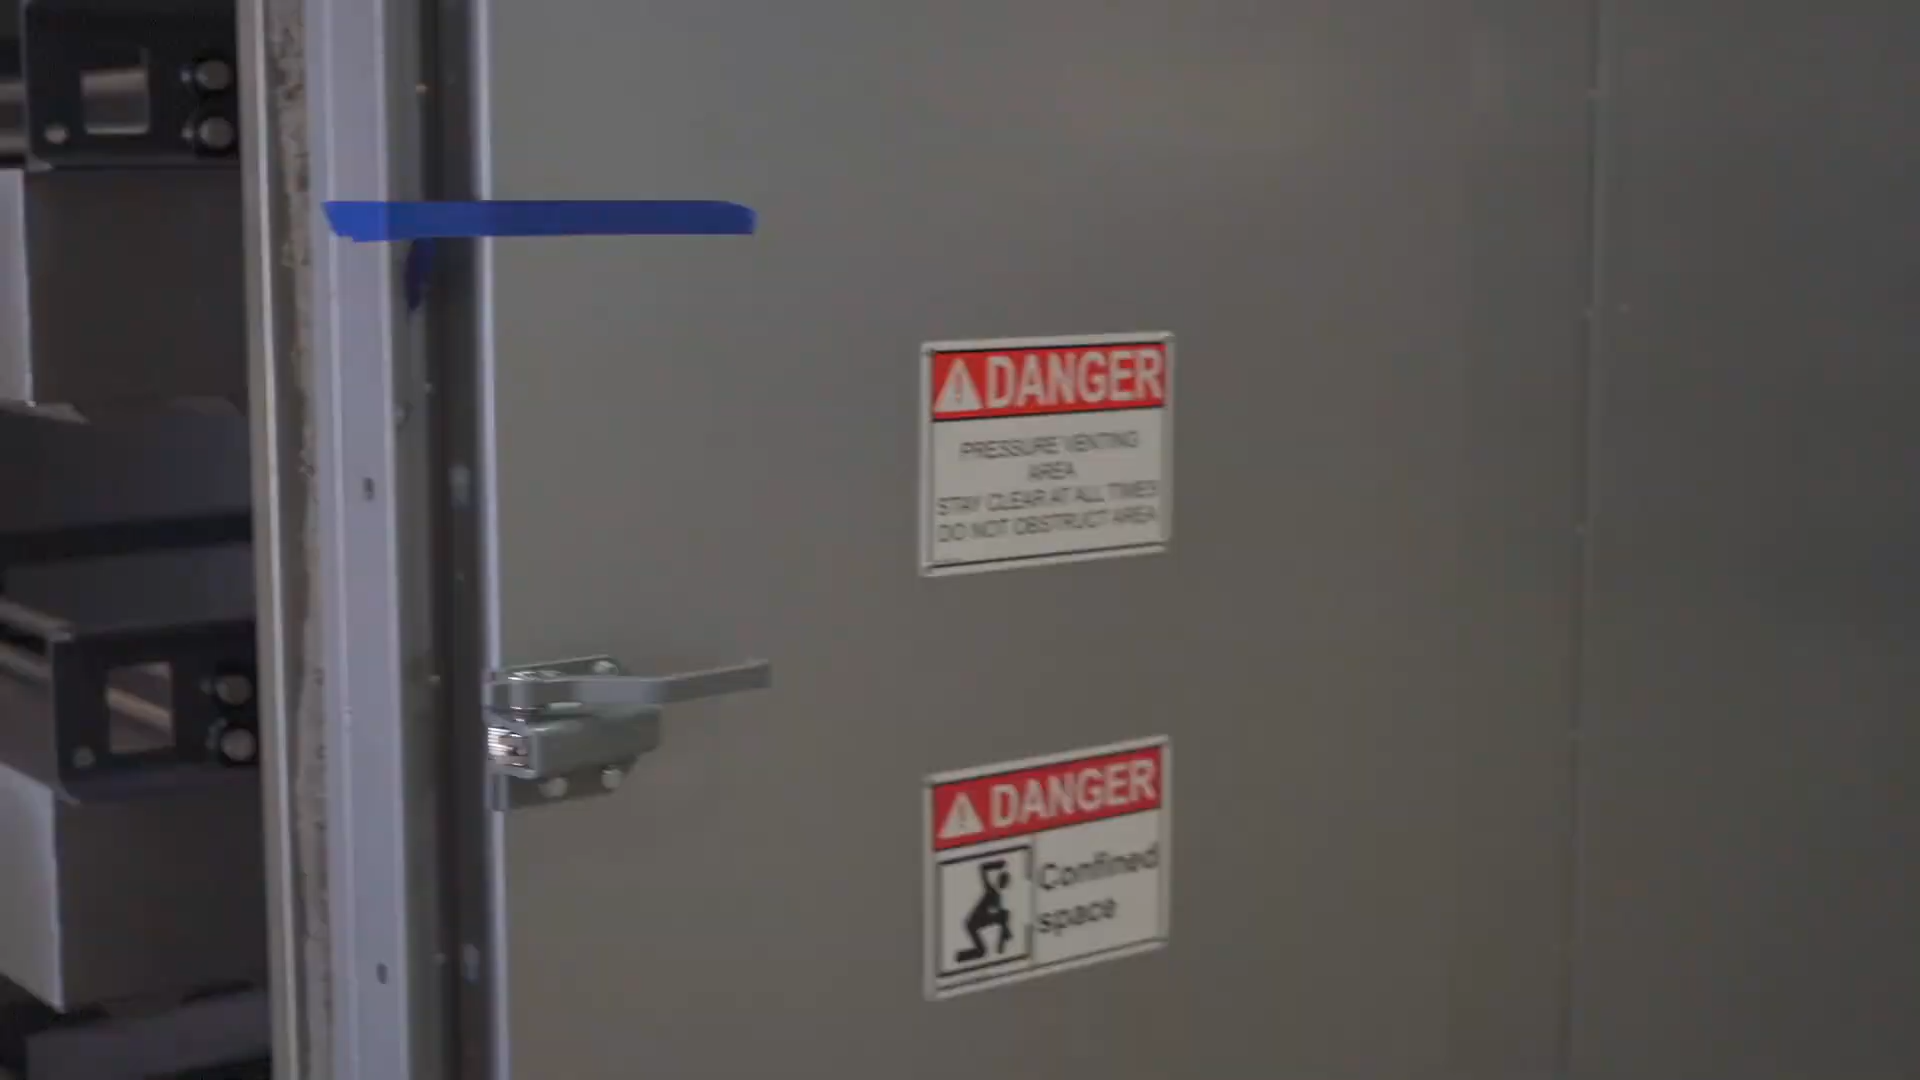 DANGER
PRESSURE VENTING
AREA
STAY CLEAR AT ALL TIMES
DO NOT OBSTRUCT AREA
DANGER
Confined
space